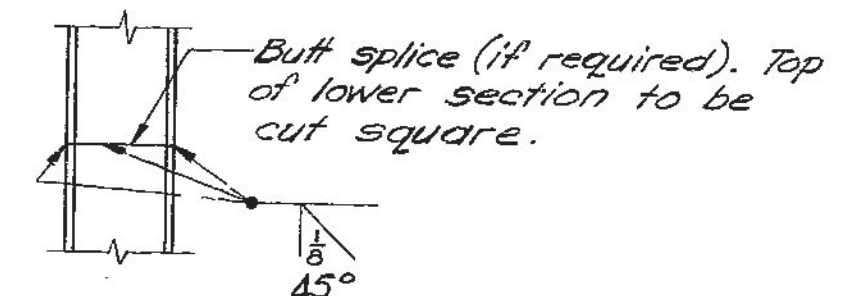 Butt splice (if required). Top
of lower section to be
cut square.
1/8
45°